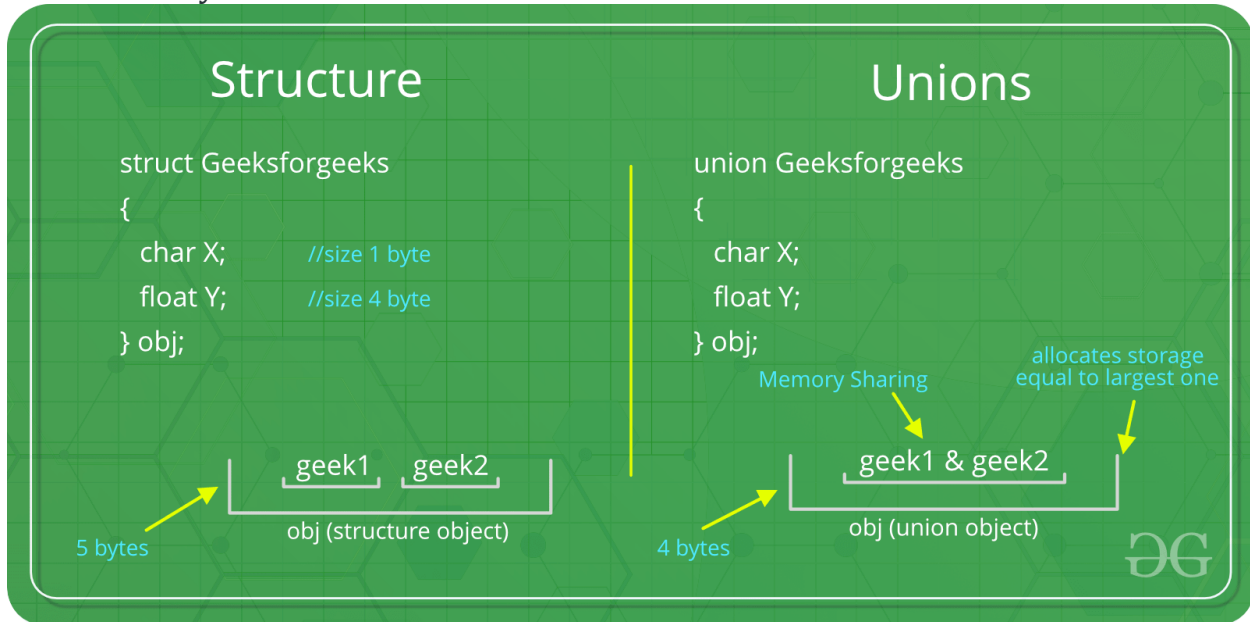 Structure
struct Geeksforgeeks
{
char X; //size 1 byte
float Y; //size 4 byte
} obj;
geek1 geek2
obj (structure object)
5 bytes
Unions
union Geeksforgeeks
{
char X;
float Y;
} obj;
Memory Sharing
allocates storage
equal to largest one
geek1 & geek2
obj (union object)
4 bytes